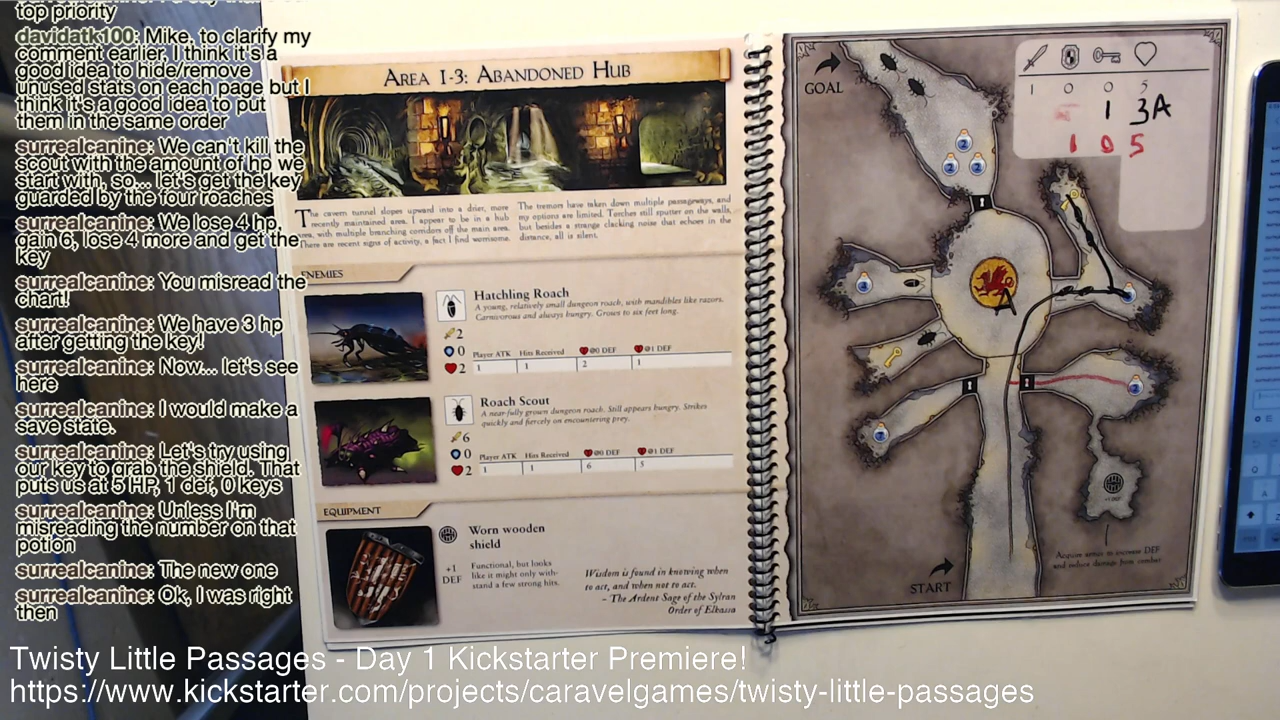 top priority
davidatk100: Mike, to clarify my
comment earlier, I think it's a
good idea to hide/remove
unused stats on each page but I
think it's a good idea to put
them in the same order
surrealcanine: We can't kill the
scout with the amount of hp we
start with, so... let's get the key
guarded by the four roaches
surrealcanine: We lose 4 hp,
gain 6, lose 4 more and get the
key
surrealcanine: You misread the
chart!
surrealcanine: We have 3 hp
after getting the key!
surrealcanine: Now... let's see
here
surrealcanine: I would make a
save state.
surrealcanine: Let's try using
our key to grab the shield. That
puts us at 5 HP, 1 def, 0 keys
surrealcanine: Unless I'm
misreading the number on that
potion
surrealcanine: The new one
surrealcanine: Ok, I was right
then
AREA 1-3: ABANDONED HUB
The cavern tunnel slopes upward into a drier, more
recently maintained area. I appear to be in a hub
area, with multiple branching corridors off the main area.
There are recent signs of activity, a fact I find worrisome.
The tremors have taken down multiple passageways, and
my options are limited. Torches still sputter on the walls,
but besides a strange clacking noise that echoes in the
distance, all is silent.
ENEMIES
Hatchling Roach
A young, relatively small dungeon roach, with mandibles like razors.
Carnivorous and always hungry. Grows to six feet long.
2
0
2
Player ATK Hits Received @0 DEF @1 DEF
1 1 2 1
Roach Scout
A near-fully grown dungeon roach. Still appears hungry. Strikes
quickly and fiercely on encountering prey.
6
0
2
Player ATK Hits Received @0 DEF @1 DEF
1 1 6 5
EQUIPMENT
Worn wooden
shield
+1
DEF
Functional, but looks
like it might only with-
stand a few strong hits.
Wisdom is found in knowing when
to act, and when not to act.
– The Ardent Sage of the Sylran
Order of Elkassa
GOAL
1 0 0 5
1 3A
1 0 5
2
2 2
A
START
+1 DEF
Acquire armor to increase DEF
and reduce damage from combat.
Twisty Little Passages - Day 1 Kickstarter Premiere!
https://www.kickstarter.com/projects/caravelgames/twisty-little-passages